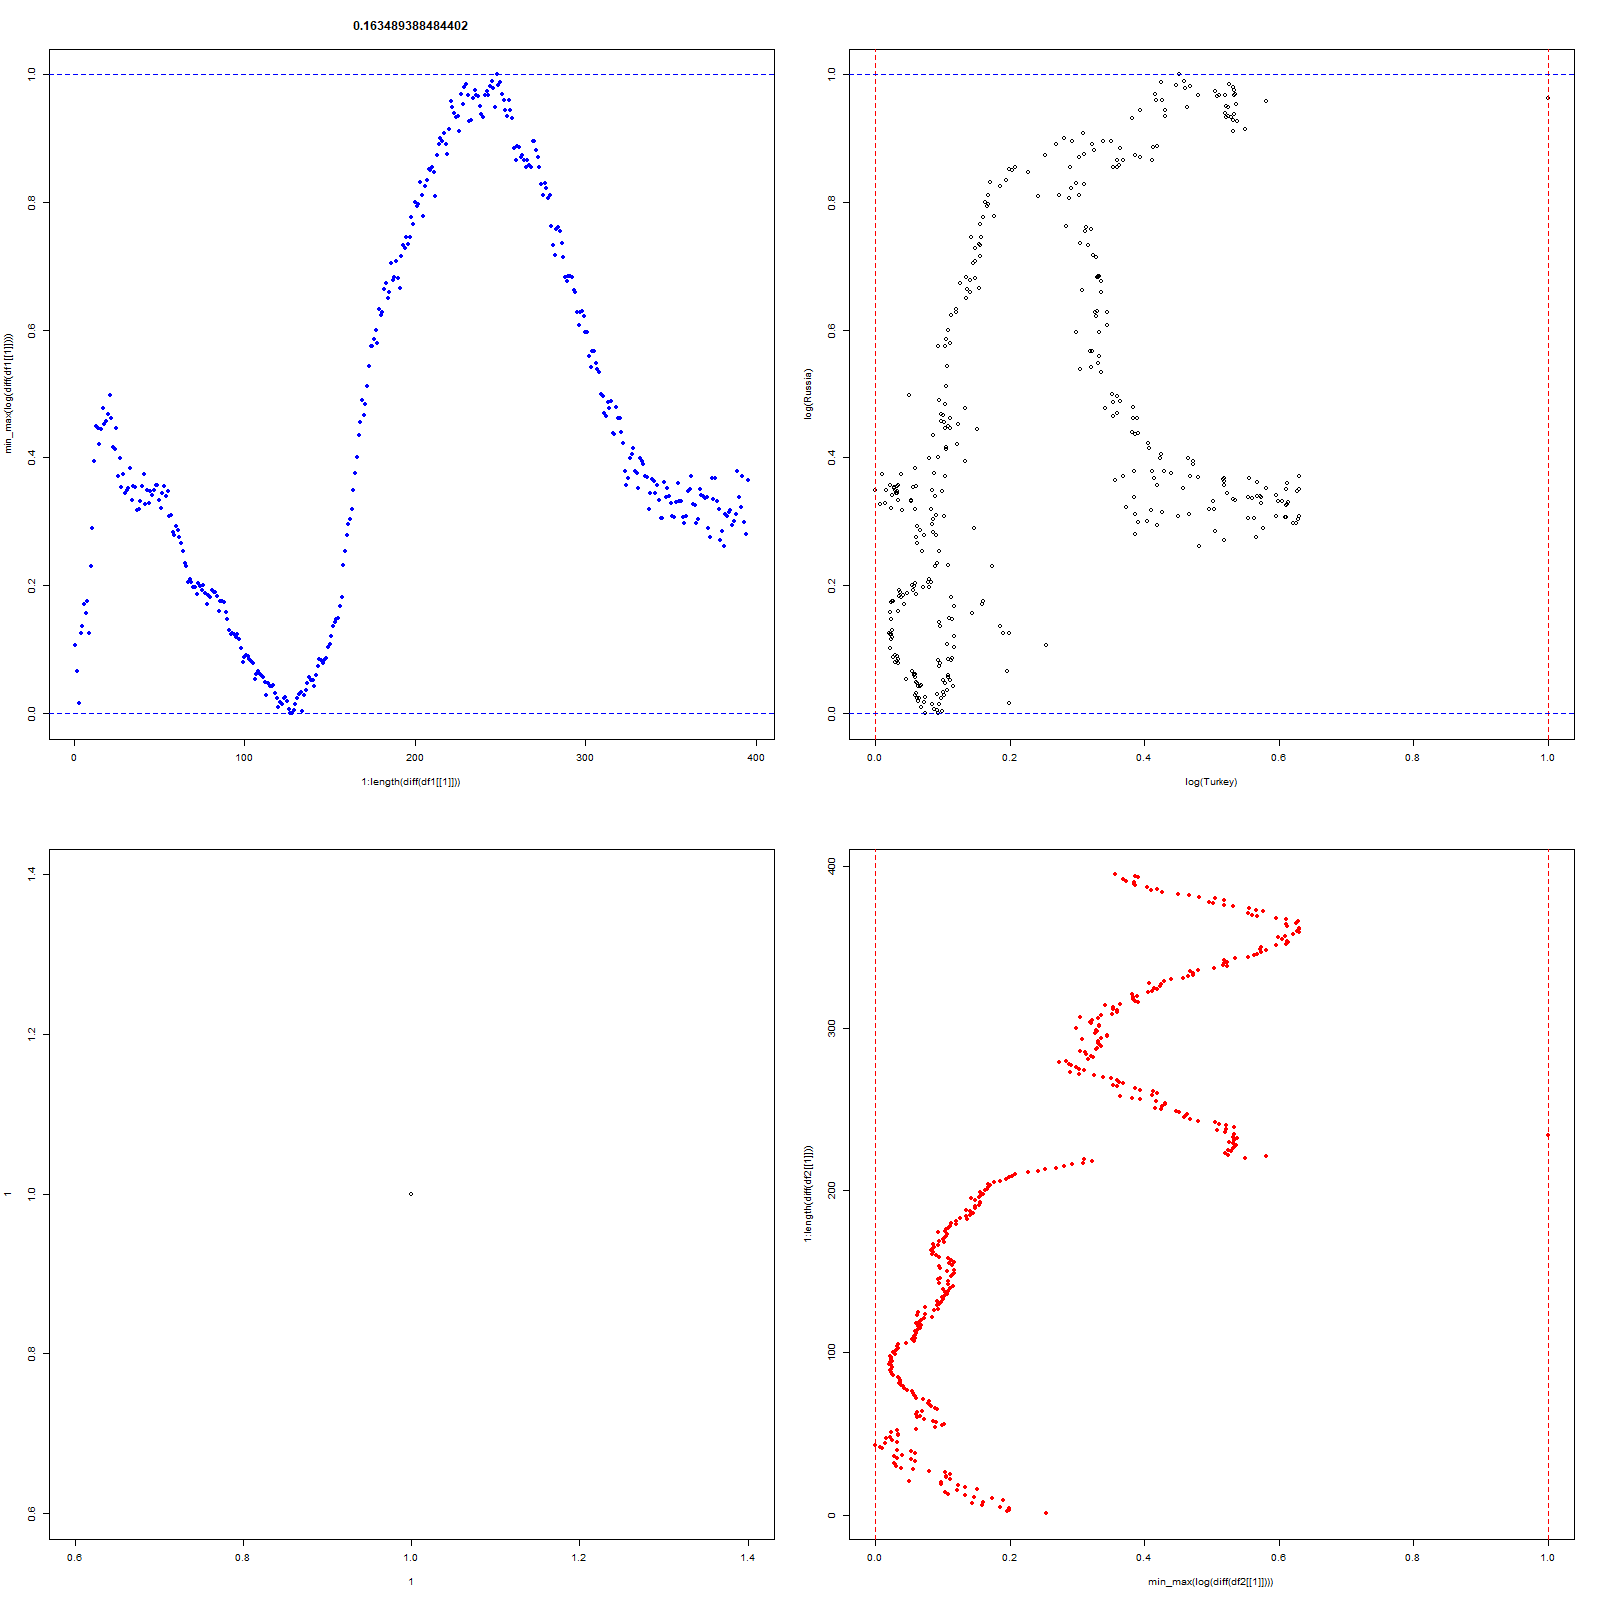 0.163489388484402
min_max(log(diff(df1[[1]])))
0.0 0.2 0.4 0.6 0.8 1.0
0 100 200 300 400
1:length(diff(df1[[1]]))
log(Russia)
0.0 0.2 0.4 0.6 0.8 1.0
0.0 0.2 0.4 0.6 0.8 1.0
log(Turkey)
1
0.6 0.8 1.0 1.2 1.4
0.6 0.8 1.0 1.2 1.4
1
1:length(diff(df2[[1]]))
0 100 200 300 400
0.0 0.2 0.4 0.6 0.8 1.0
min_max(log(diff(df2[[1]])))